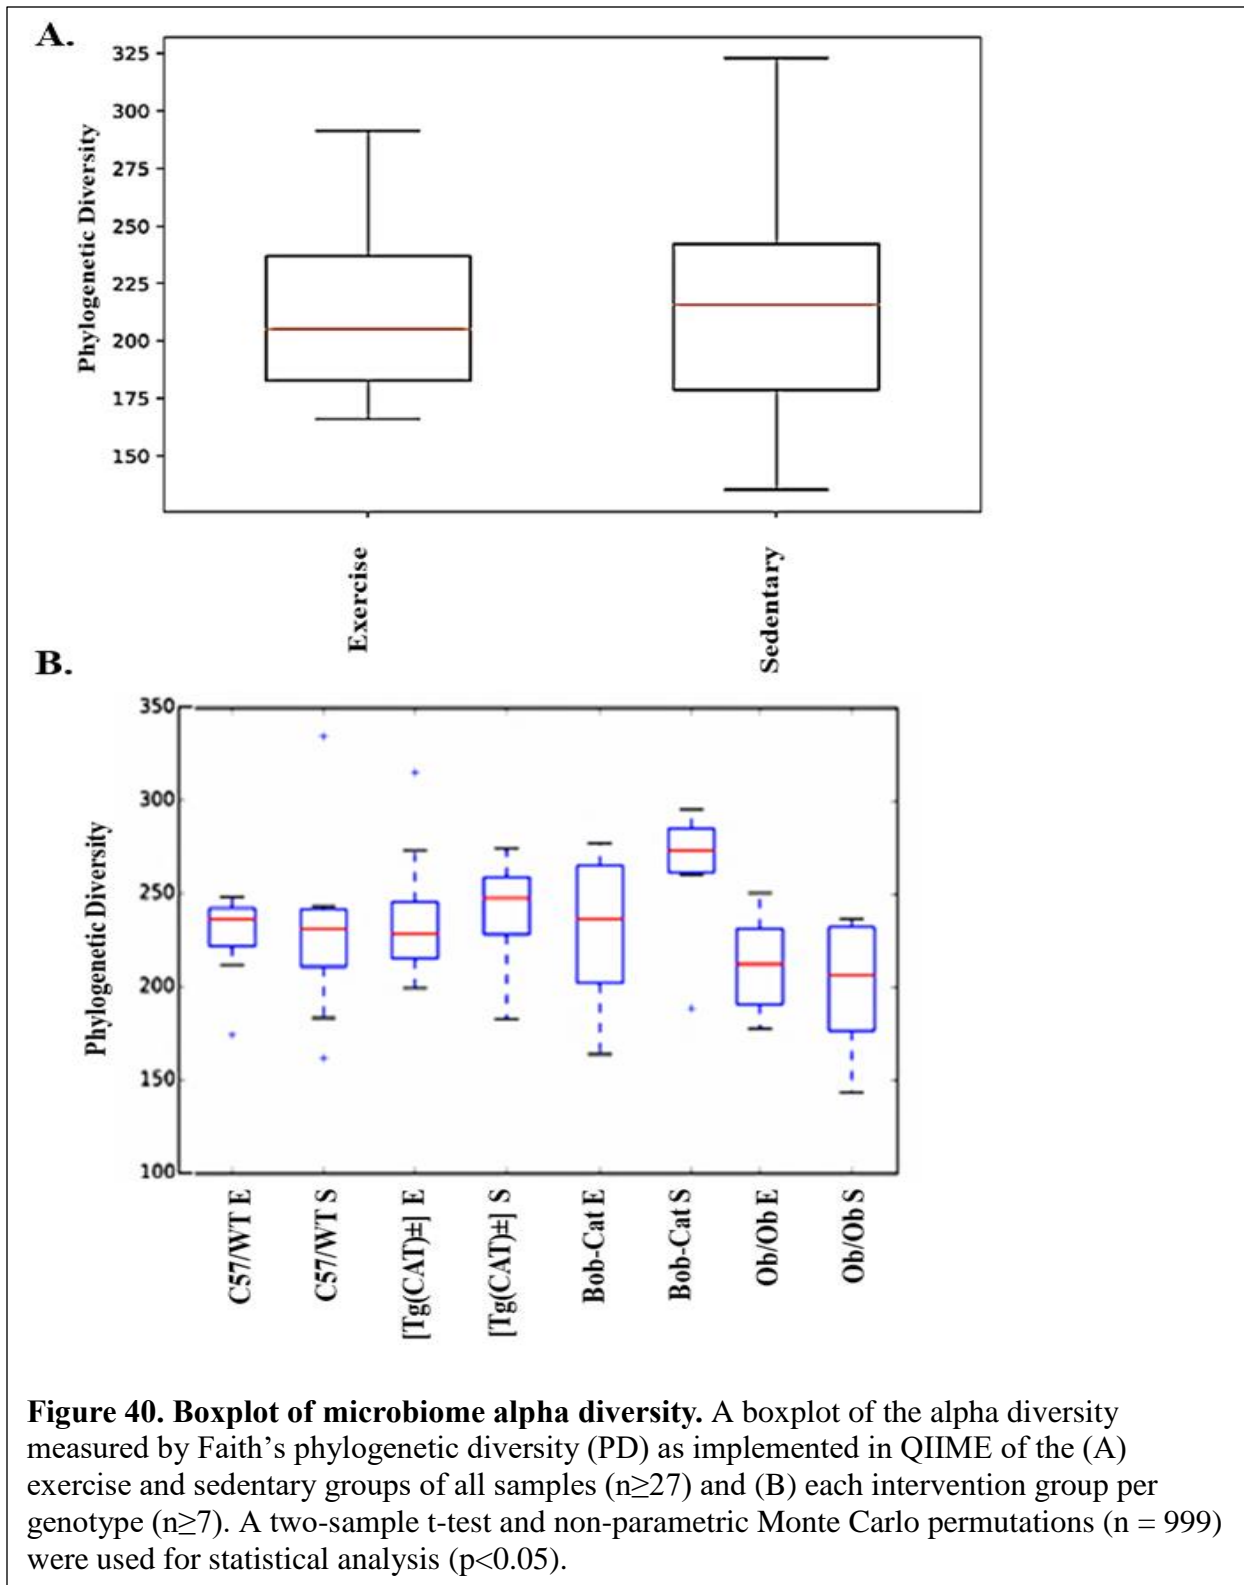 A.
325
300
275
250
225
200
175
150
Phylogenetic Diversity
Exercise
Sedentary
B.
350
300
250
200
150
100
Phylogenetic Diversity
C57/WT E
C57/WT S
[Tg(CAT)±] E
[Tg(CAT)±] S
Bob-Cat E
Bob-Cat S
Ob/Ob E
Ob/Ob S
Figure 40. Boxplot of microbiome alpha diversity. A boxplot of the alpha diversity
measured by Faith’s phylogenetic diversity (PD) as implemented in QIIME of the (A)
exercise and sedentary groups of all samples (n≥27) and (B) each intervention group per
genotype (n≥7). A two-sample t-test and non-parametric Monte Carlo permutations (n = 999)
were used for statistical analysis (p<0.05).